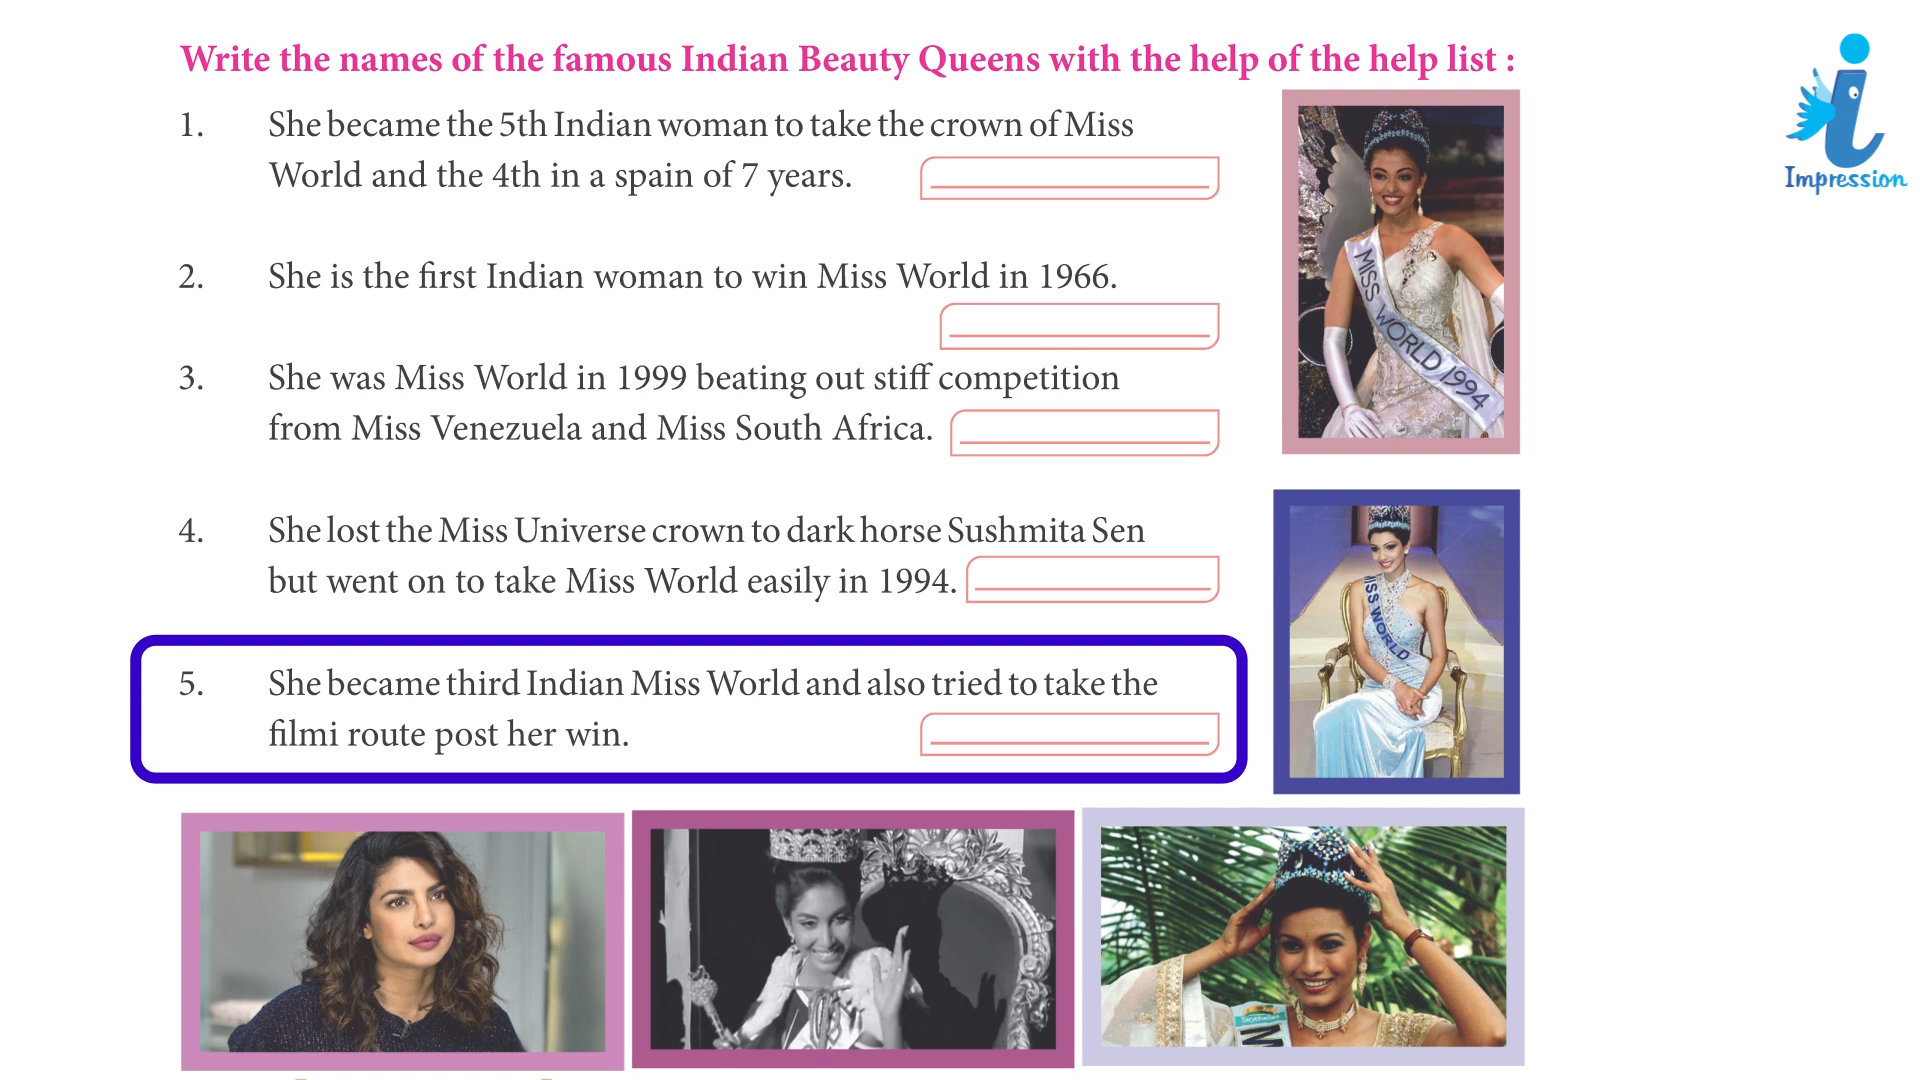 Write the names of the famous Indian Beauty Queens with the help of the help list :
1. She became the 5th Indian woman to take the crown of Miss
World and the 4th in a spain of 7 years.
2. She is the first Indian woman to win Miss World in 1966.
3. She was Miss World in 1999 beating out stiff competition
from Miss Venezuela and Miss South Africa.
4. She lost the Miss Universe crown to dark horse Sushmita Sen
but went on to take Miss World easily in 1994.
5. She became third Indian Miss World and also tried to take the
filmi route post her win.
Impression
MISS WORLD 1994
MISS WORLD
Seychelles
M